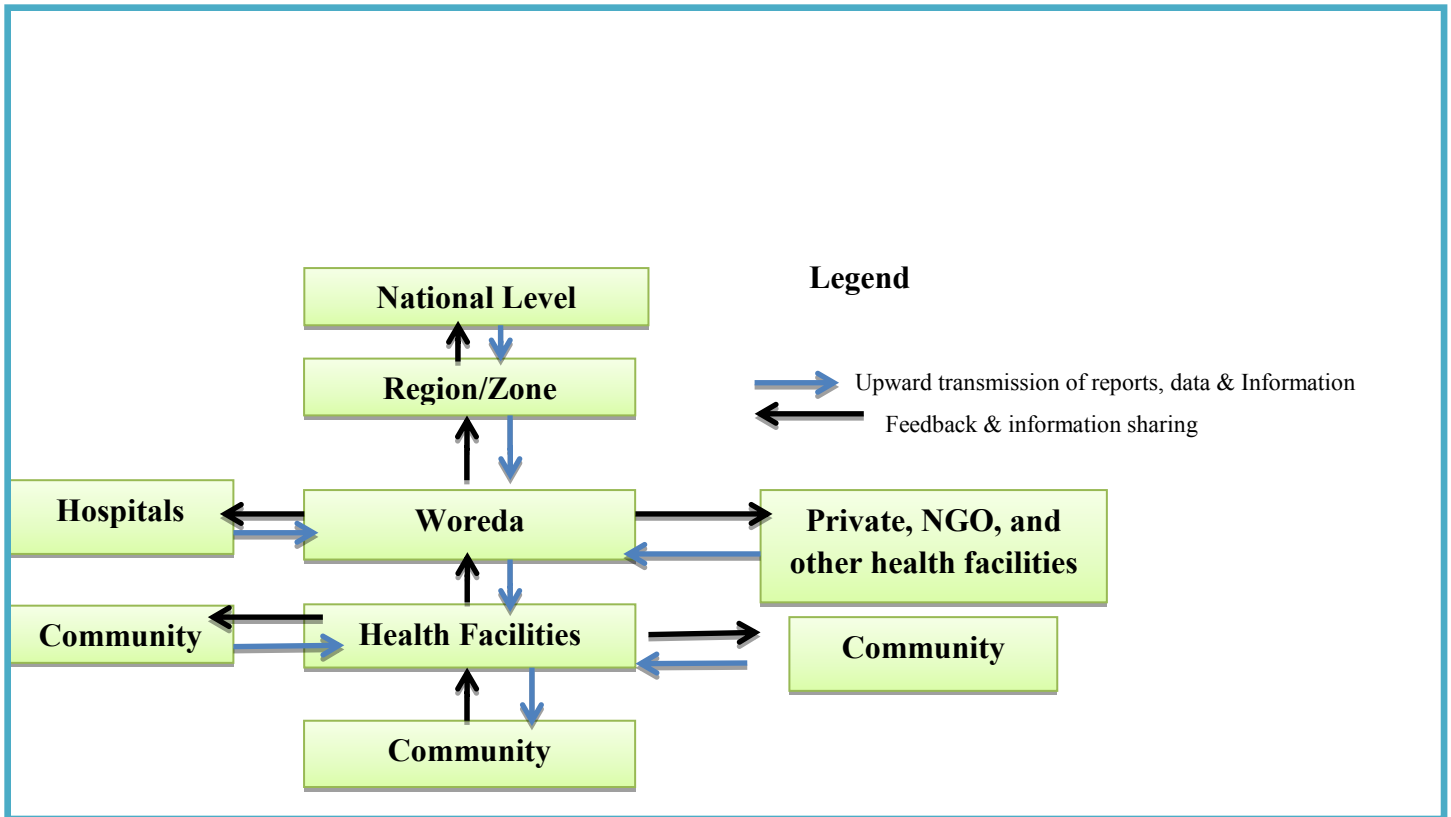 National Level
Legend
Region/Zone
Upward transmission of reports, data & Information
Feedback & information sharing
Hospitals
Woreda
Private, NGO, and
other health facilities
Community
Health Facilities
Community
Community